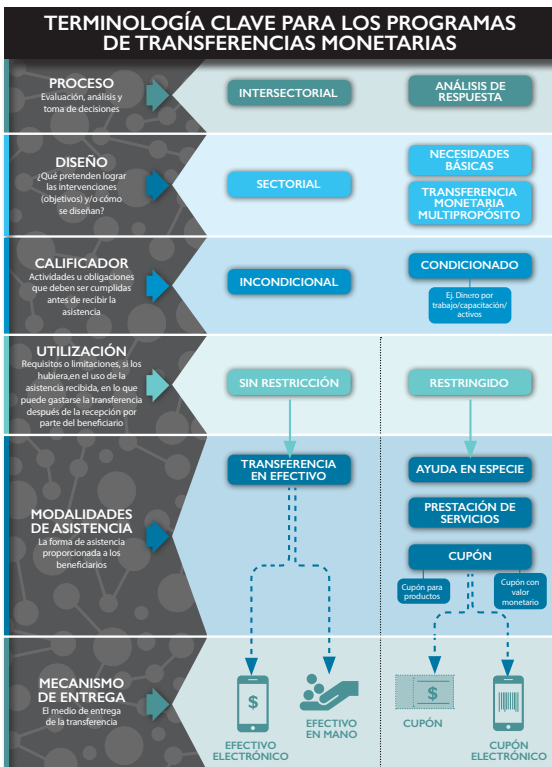 TERMINOLOGÍA CLAVE PARA LOS PROGRAMAS
DE TRANSFERENCIAS MONETARIAS
PROCESO
Evaluación, análisis y
toma de decisiones
INTERSECTORIAL
ANÁLISIS DE
RESPUESTA
DISEÑO
¿Qué pretenden lograr
las intervenciones
(objetivos) y/o cómo
se diseñan?
SECTORIAL
NECESIDADES
BÁSICAS
TRANSFERENCIA
MONETARIA
MULTIPROPÓSITO
CALIFICADOR
Actividades u obligaciones
que deben ser cumplidas
antes de recibir la
asistencia
INCONDICIONAL
CONDICIONADO
Ej. Dinero por
trabajo/capacitación/
activos
UTILIZACIÓN
Requisitos o limitaciones, si los
hubiera,en el uso de la
asistencia recibida, en lo que
puede gastarse la transferencia
después de la recepción por
parte del beneficiario
SIN RESTRICCIÓN
RESTRINGIDO
MODALIDADES
DE ASISTENCIA
La forma de asistencia
proporcionada a los
beneficiarios
TRANSFERENCIA
EN EFECTIVO
AYUDA EN ESPECIE
PRESTACIÓN DE
SERVICIOS
CUPÓN
Cupón para
productos
Cupón con
valor
monetario
MECANISMO
DE ENTREGA
El medio de entrega
de la transferencia
$
EFECTIVO
ELECTRÓNICO
EFECTIVO
EN MANO
$
CUPÓN
CUPÓN
ELECTRÓNICO